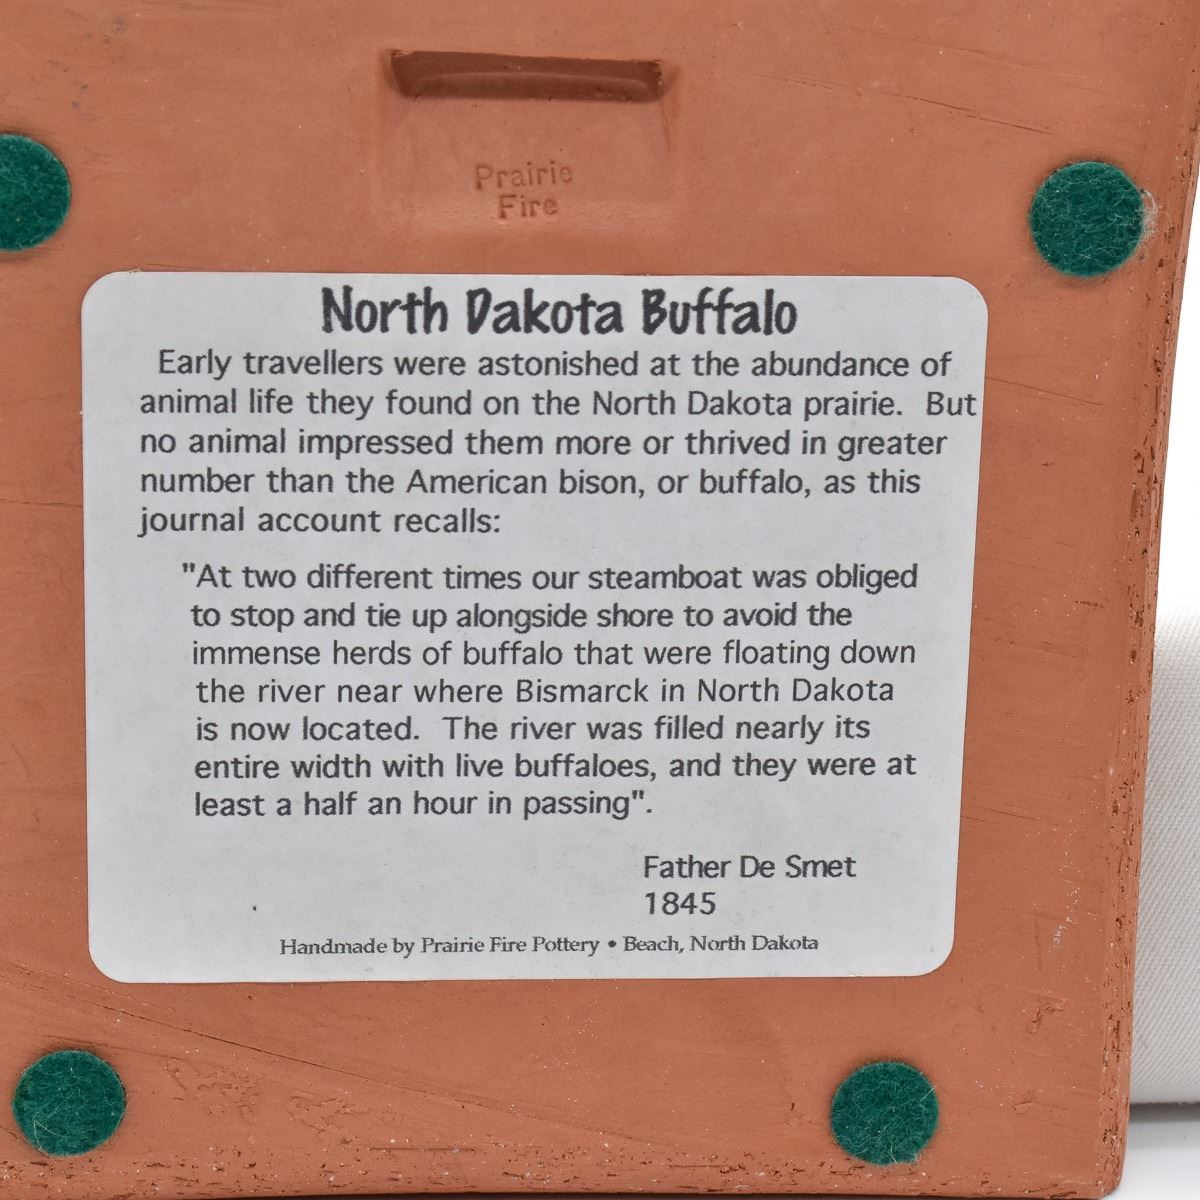 Prairie
Fire
North Dakota Buffalo
Early travellers were astonished at the abundance of
animal life they found on the North Dakota prairie. But
no animal impressed them more or thrived in greater
number than the American bison, or buffalo, as this
journal account recalls:
"At two different times our steamboat was obliged
to stop and tie up alongside shore to avoid the
immense herds of buffalo that were floating down
the river near where Bismarck in North Dakota
is now located. The river was filled nearly its
entire width with live buffaloes, and they were at
least a half an hour in passing".
Father De Smet
1845
Handmade by Prairie Fire Pottery • Beach, North Dakota